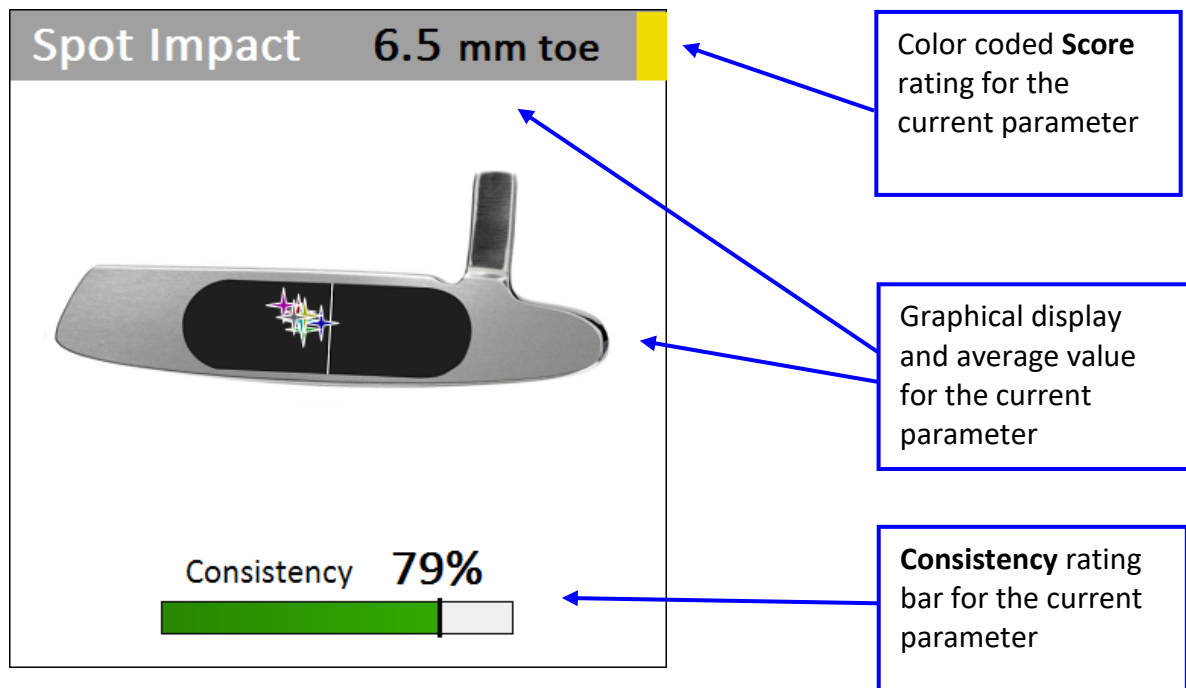 Spot Impact 6.5 mm toe
Color coded Score
rating for the
current parameter
Graphical display
and average value
for the current
parameter
Consistency 79%
Consistency rating
bar for the current
parameter